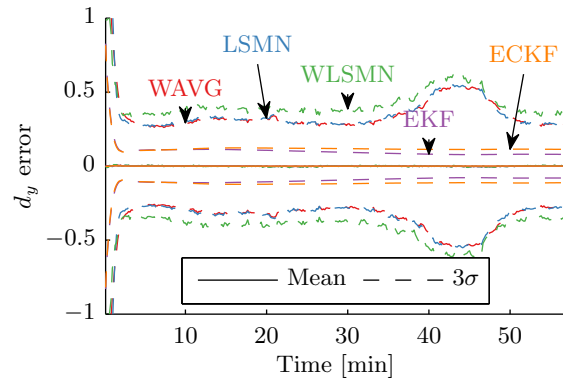 1
0.5
0
−0.5
−1
d_y error
LSMN
ECKF
WAVG
WLSMN
EKF
Mean
3σ
10 20 30 40 50
Time [min]